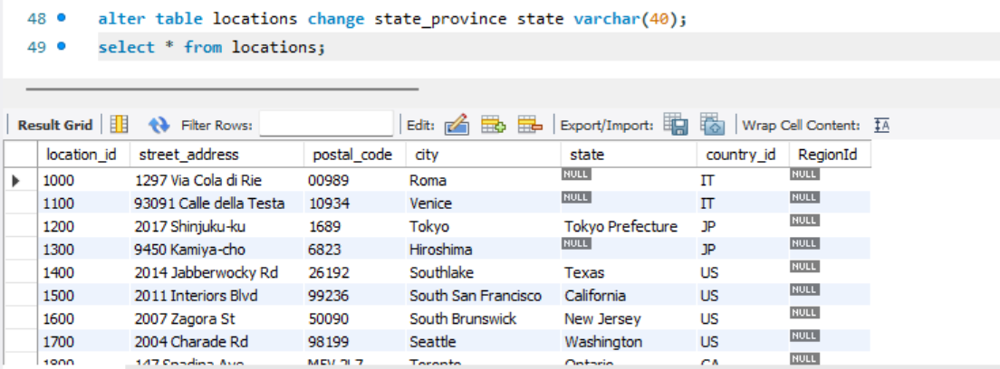 48 alter table locations change state_province state varchar(40);
49 select * from locations;
Result Grid Filter Rows: Edit: Export/Import: Wrap Cell Content:
location_id street_address postal_code city state country_id RegionId
1000 1297 Via Cola di Rie 00989 Roma NULL IT NULL
1100 93091 Calle della Testa 10934 Venice NULL IT NULL
1200 2017 Shinjuku-ku 1689 Tokyo Tokyo Prefecture JP NULL
1300 9450 Kamiya-cho 6823 Hiroshima NULL JP NULL
1400 2014 Jabberwocky Rd 26192 Southlake Texas US NULL
1500 2011 Interiors Blvd 99236 South San Francisco California US NULL
1600 2007 Zagora St 50090 South Brunswick New Jersey US NULL
1700 2004 Charade Rd 98199 Seattle Washington US NULL
1800 147 Spadina Ave M5V 2L7 Toronto Ontario CA NULL